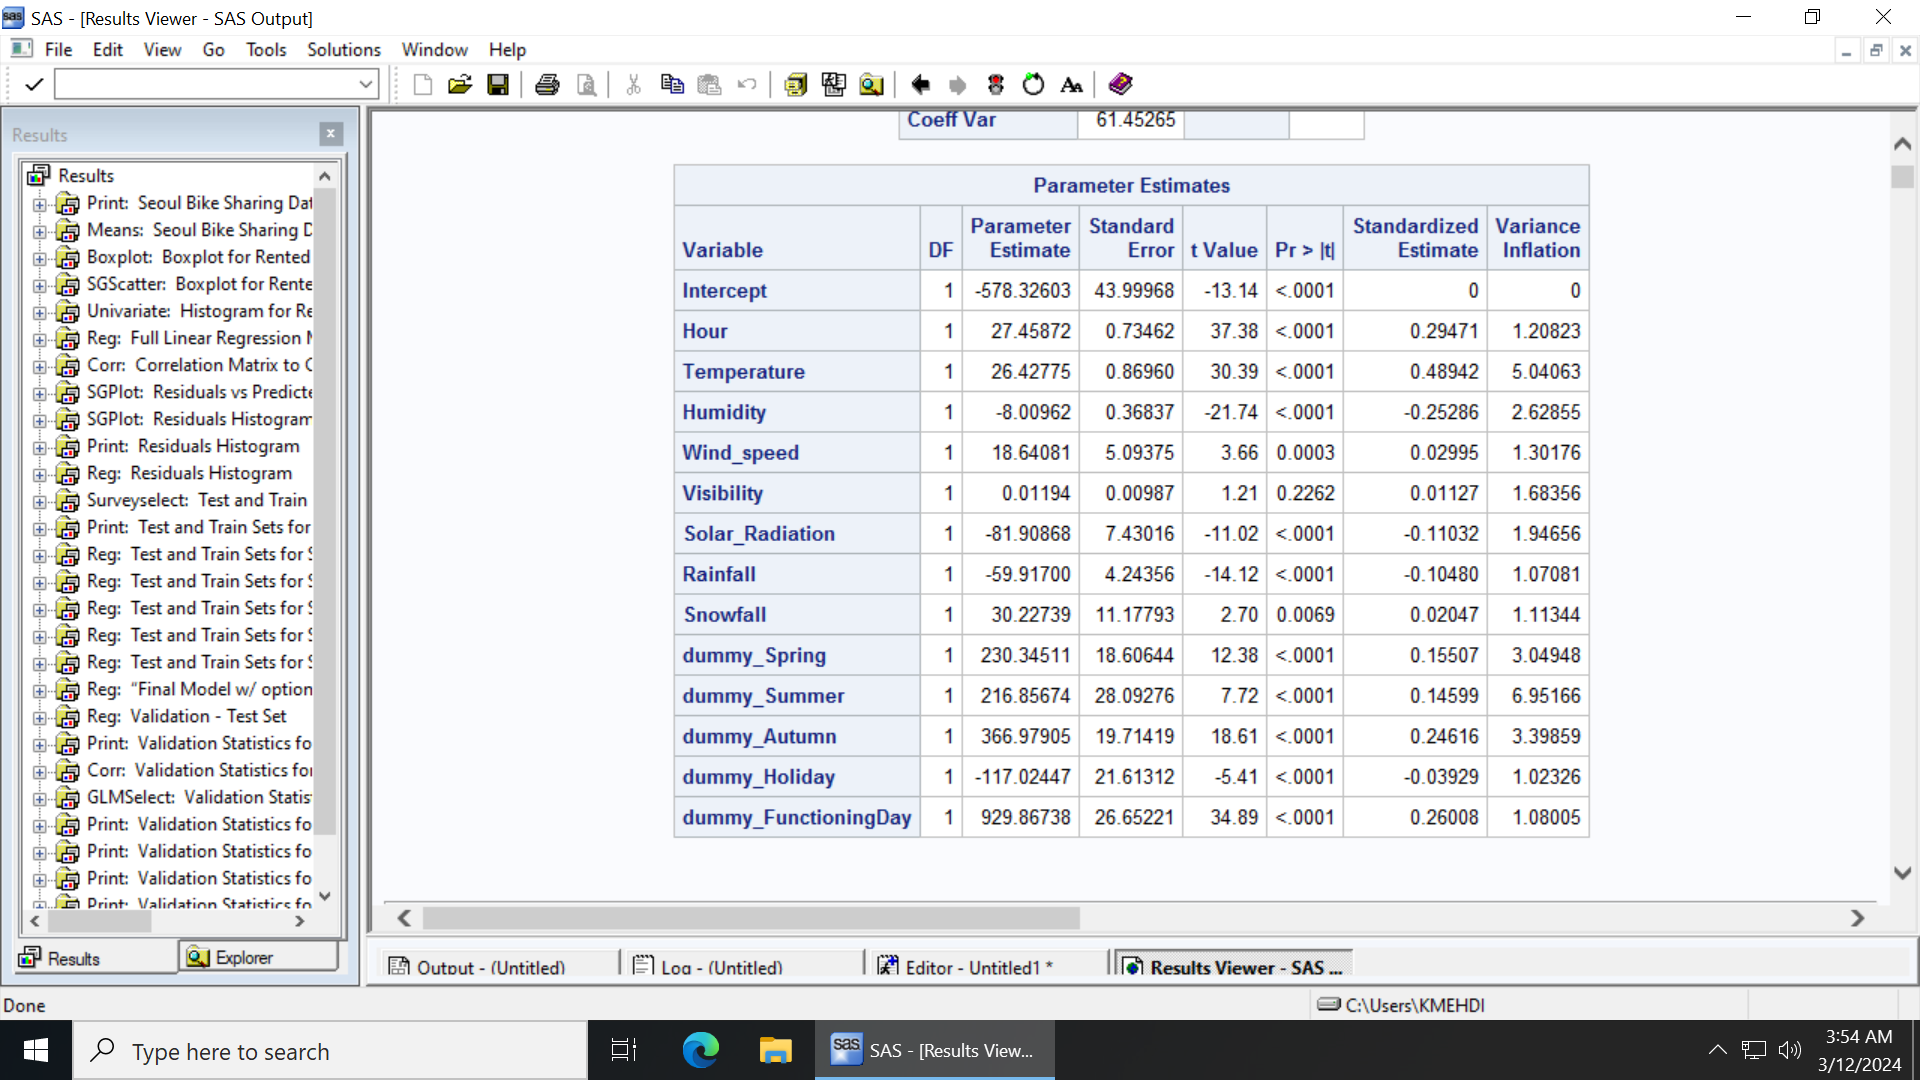 SAS - [Results Viewer - SAS Output]
File Edit View Go Tools Solutions Window Help
Results
Results
Print: Seoul Bike Sharing Dat
Means: Seoul Bike Sharing D
Boxplot: Boxplot for Rented
SGScatter: Boxplot for Rente
Univariate: Histogram for Re
Reg: Full Linear Regression M
Corr: Correlation Matrix to C
SGPlot: Residuals vs Predicte
SGPlot: Residuals Histogram
Print: Residuals Histogram
Reg: Residuals Histogram
Surveyselect: Test and Train
Print: Test and Train Sets for
Reg: Test and Train Sets for S
Reg: Test and Train Sets for S
Reg: Test and Train Sets for S
Reg: Test and Train Sets for S
Reg: Test and Train Sets for S
Reg: "Final Model w/ option
Reg: Validation - Test Set
Print: Validation Statistics fo
Corr: Validation Statistics for
GLMSelect: Validation Statis
Print: Validation Statistics fo
Print: Validation Statistics fo
Print: Validation Statistics fo
Print: Validation Statistics fo
Results Explorer
Coeff Var 61.45265
Parameter Estimates
Variable DF Parameter Estimate Standard Error t Value Pr > |t| Standardized Estimate Variance Inflation
Intercept 1 -578.32603 43.99968 -13.14 <.0001 0 0
Hour 1 27.45872 0.73462 37.38 <.0001 0.29471 1.20823
Temperature 1 26.42775 0.86960 30.39 <.0001 0.48942 5.04063
Humidity 1 -8.00962 0.36837 -21.74 <.0001 -0.25286 2.62855
Wind_speed 1 18.64081 5.09375 3.66 0.0003 0.02995 1.30176
Visibility 1 0.01194 0.00987 1.21 0.2262 0.01127 1.68356
Solar_Radiation 1 -81.90868 7.43016 -11.02 <.0001 -0.11032 1.94656
Rainfall 1 -59.91700 4.24356 -14.12 <.0001 -0.10480 1.07081
Snowfall 1 30.22739 11.17793 2.70 0.0069 0.02047 1.11344
dummy_Spring 1 230.34511 18.60644 12.38 <.0001 0.15507 3.04948
dummy_Summer 1 216.85674 28.09276 7.72 <.0001 0.14599 6.95166
dummy_Autumn 1 366.97905 19.71419 18.61 <.0001 0.24616 3.39859
dummy_Holiday 1 -117.02447 21.61312 -5.41 <.0001 -0.03929 1.02326
dummy_FunctioningDay 1 929.86738 26.65221 34.89 <.0001 0.26008 1.08005
Output - (Untitled) Log - (Untitled) Editor - Untitled1 * Results Viewer - SAS ...
Done C:\Users\KMEHDI
Type here to search SAS - [Results View... 3:54 AM
3/12/2024